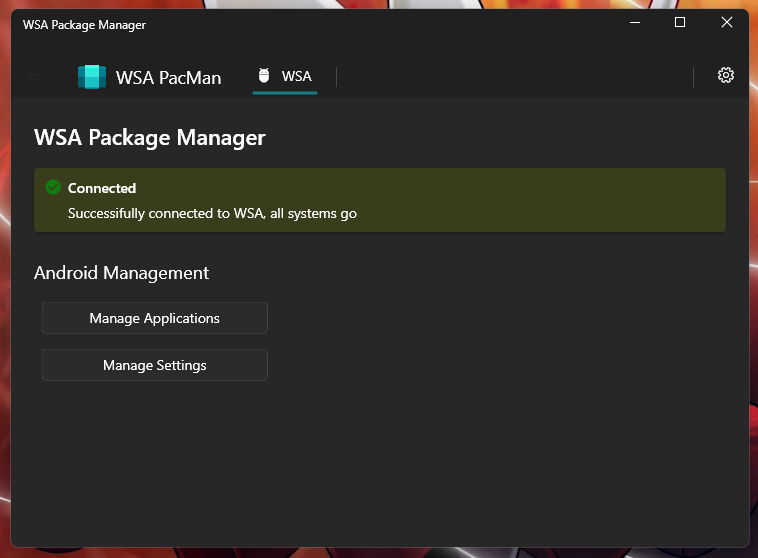 WSA Package Manager
WSA PacMan
WSA
WSA Package Manager
Connected
Successfully connected to WSA, all systems go
Android Management
Manage Applications
Manage Settings